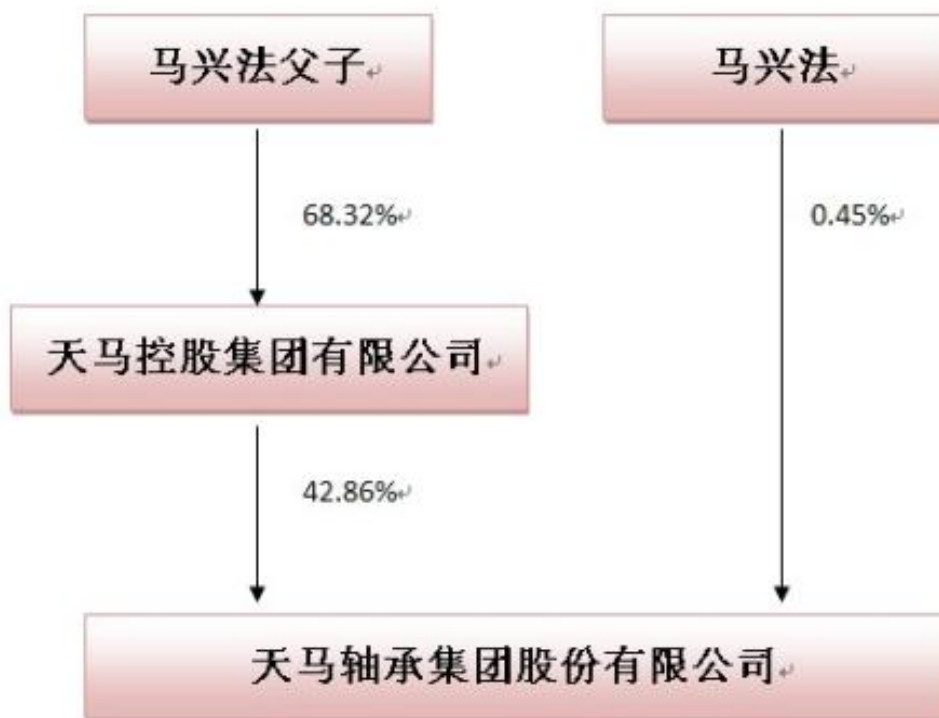 马兴法父子
马兴法
68.32%
0.45%
天马控股集团有限公司
42.86%
天马轴承集团股份有限公司